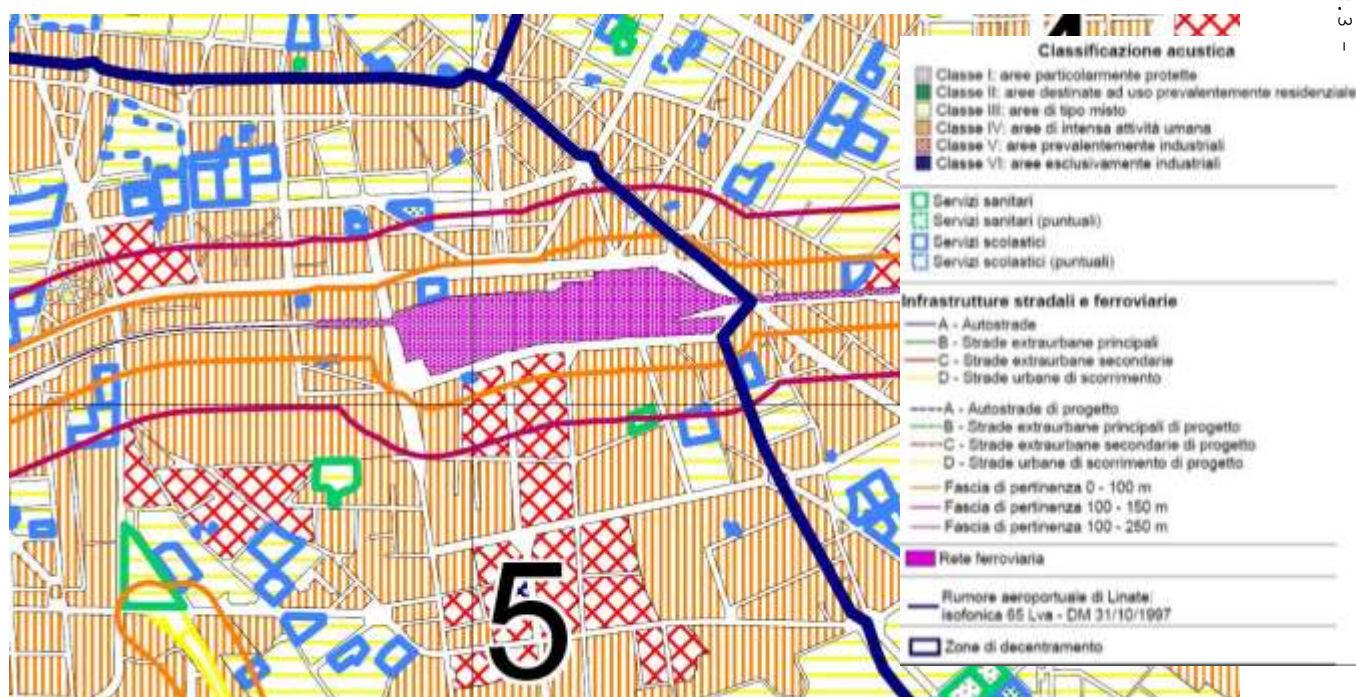 .3 –
4
Classificazione acustica
Classe I: aree particolarmente protette
Classe II: aree destinate ad uso prevalentemente residenziale
Classe III: aree di tipo misto
Classe IV: aree di intensa attività umana
Classe V: aree prevalentemente industriali
Classe VI: aree esclusivamente industriali
Servizi sanitari
Servizi sanitari (puntuali)
Servizi scolastici
Servizi scolastici (puntuali)
Infrastrutture stradali e ferroviarie
A - Autostrade
B - Strade extraurbane principali
C - Strade extraurbane secondarie
D - Strade urbane di scorrimento
A - Autostrade di progetto
B - Strade extraurbane principali di progetto
C - Strade extraurbane secondarie di progetto
D - Strade urbane di scorrimento di progetto
Fascia di pertinenza 0 - 100 m
Fascia di pertinenza 100 - 150 m
Fascia di pertinenza 100 - 250 m
Rete ferroviaria
Rumore aeroportuale di Linate:
isofonica 65 Lva - DM 31/10/1997
Zone di decentramento
5